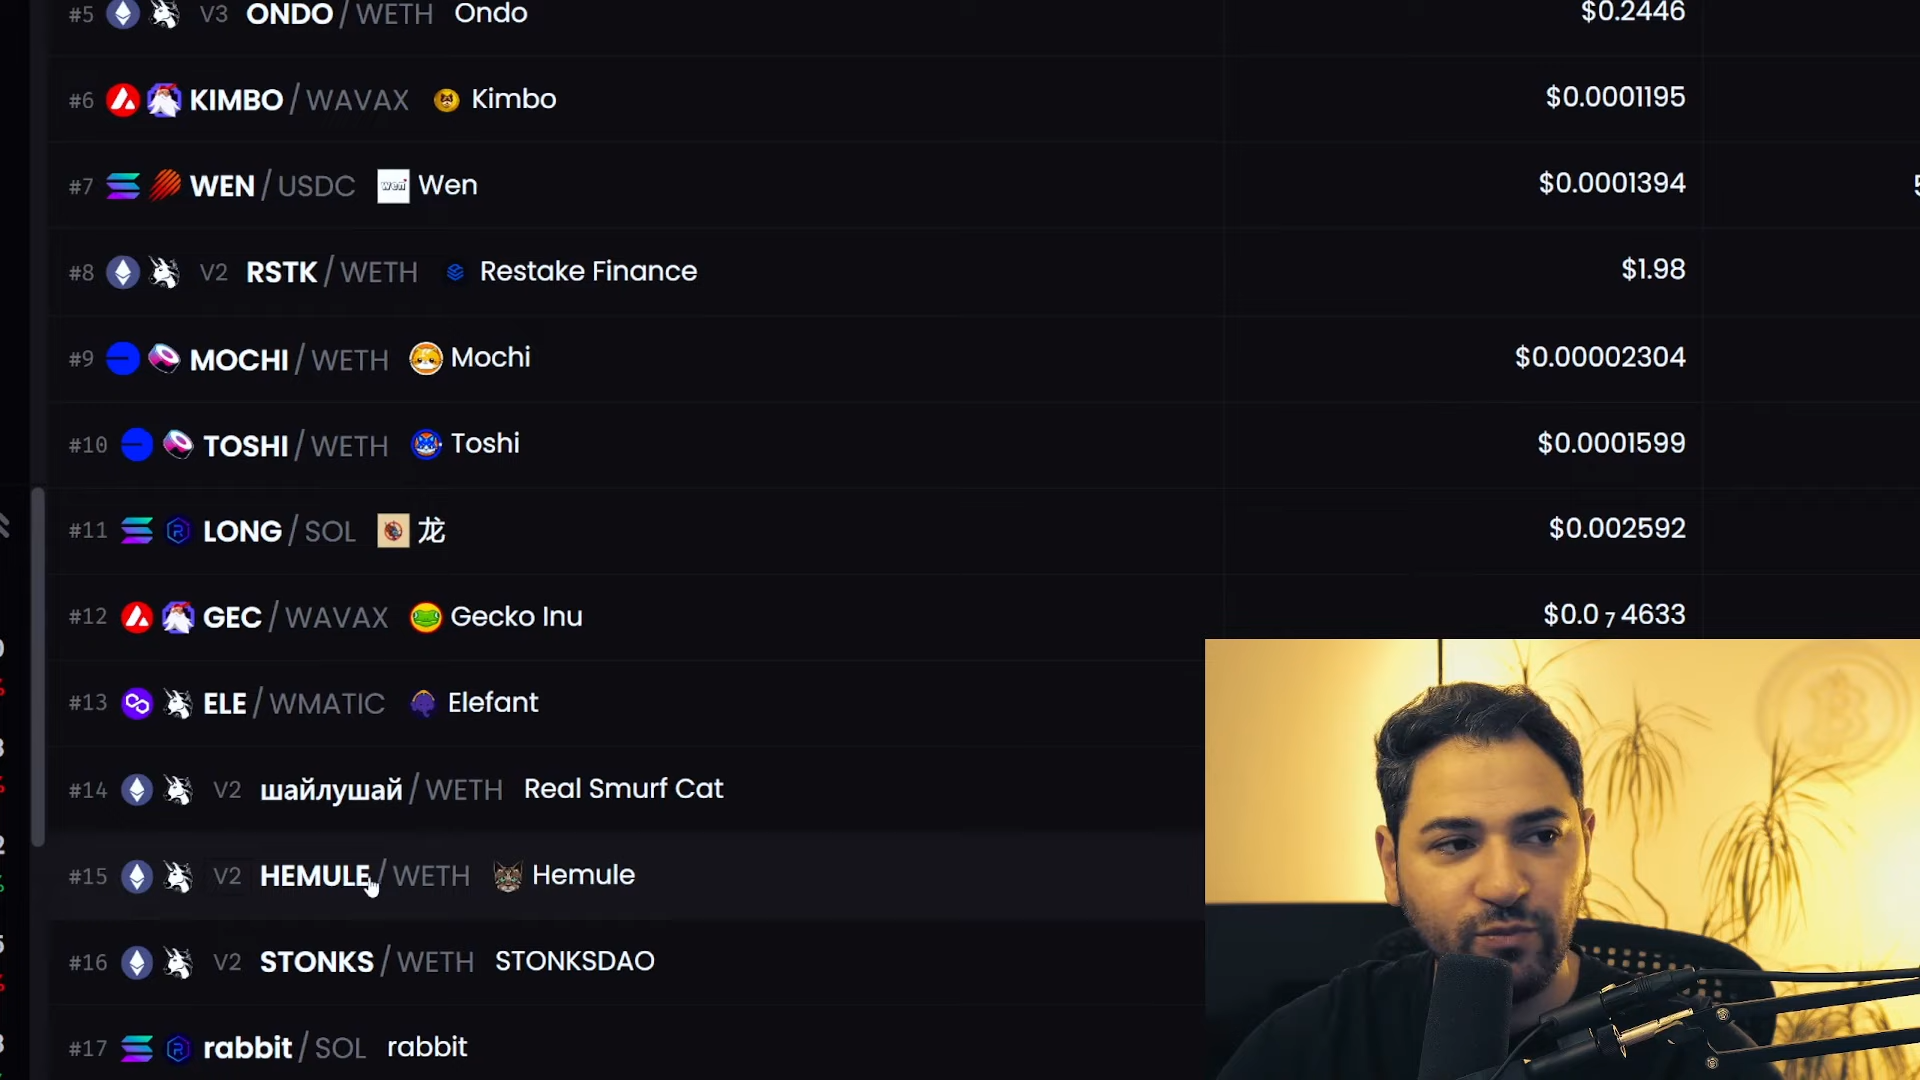 #5 V3 ONDO / WETH Ondo $0.2446
#6 KIMBO / WAVAX Kimbo $0.0001195
#7 WEN / USDC wen Wen $0.0001394
#8 V2 RSTK / WETH Restake Finance $1.98
#9 MOCHI / WETH Mochi $0.00002304
#10 TOSHI / WETH Toshi $0.0001599
#11 LONG / SOL 龙 $0.002592
#12 GEC / WAVAX Gecko Inu $0.0₇4633
#13 ELE / WMATIC Elefant
#14 V2 шайлушай / WETH Real Smurf Cat
#15 V2 HEMULE / WETH Hemule
#16 V2 STONKS / WETH STONKSDAO
#17 rabbit / SOL rabbit